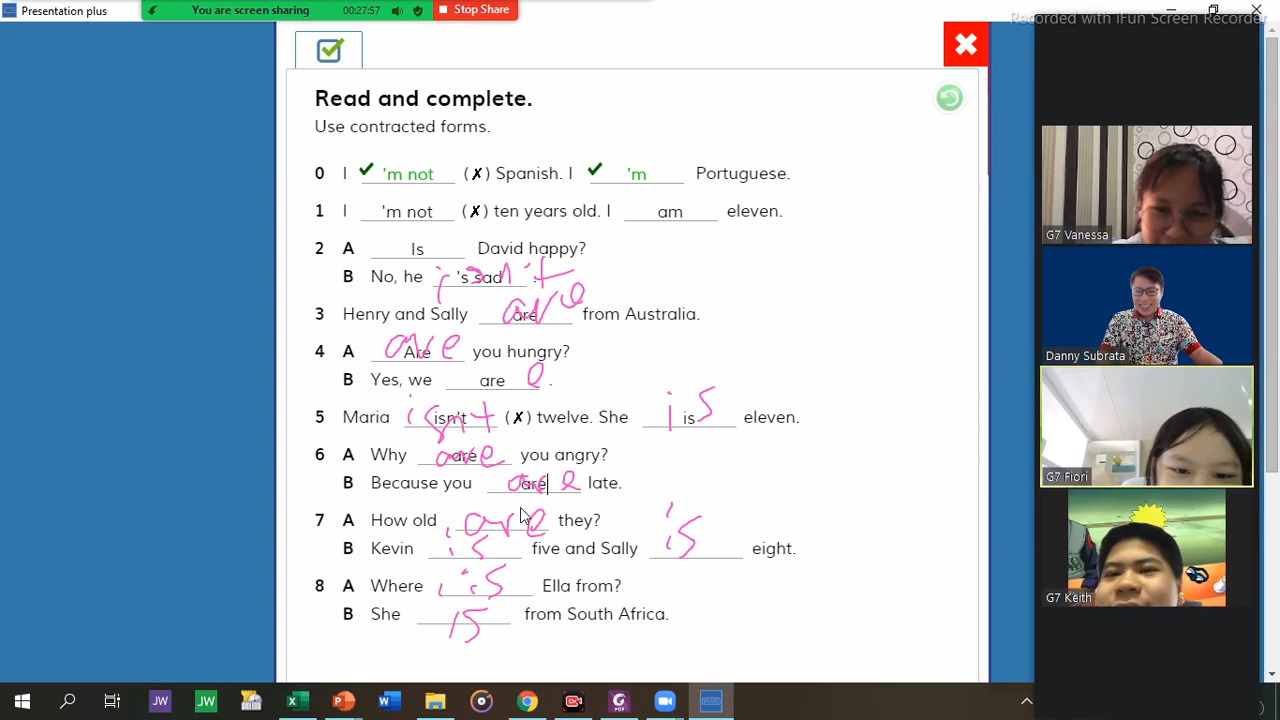 Presentation plus
You are screen sharing 00:27:57 Stop Share
Recorded with iFun Screen Recorder
Read and complete.
Use contracted forms.
0 I 'm not (✗) Spanish. I 'm Portuguese.
1 I 'm not (✗) ten years old. I am eleven.
2 A Is David happy?
B No, he 's sad isn't .
3 Henry and Sally are are from Australia.
4 A Are are you hungry?
B Yes, we are e .
5 Maria isn't isn't (✗) twelve. She is is eleven.
6 A Why are are you angry?
B Because you are are late.
7 A How old are they?
B Kevin is five and Sally is eight.
8 A Where is Ella from?
B She is from South Africa.
G7 Vanessa
Danny Subrata
G7 Fiori
G7 Keith
JW JW PDF PLUS